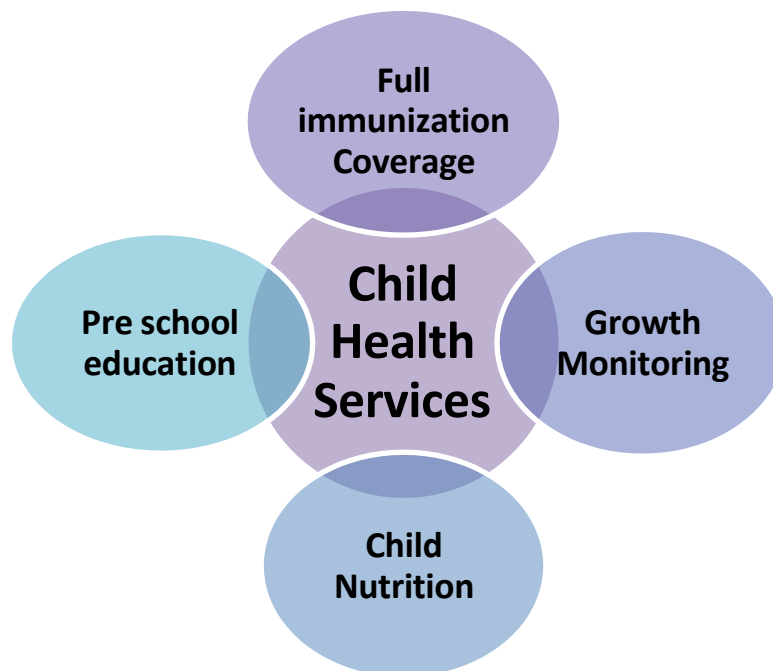 Full
immunization
Coverage
Pre school
education
Child
Health
Services
Growth
Monitoring
Child
Nutrition